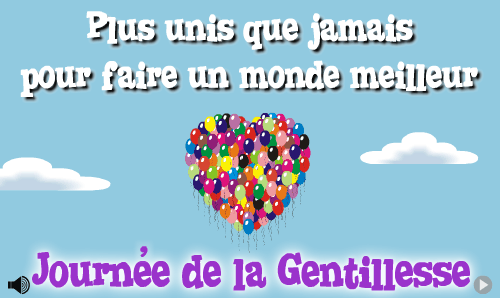 Plus unis que jamais
pour faire un monde meilleur
Journée de la Gentillesse